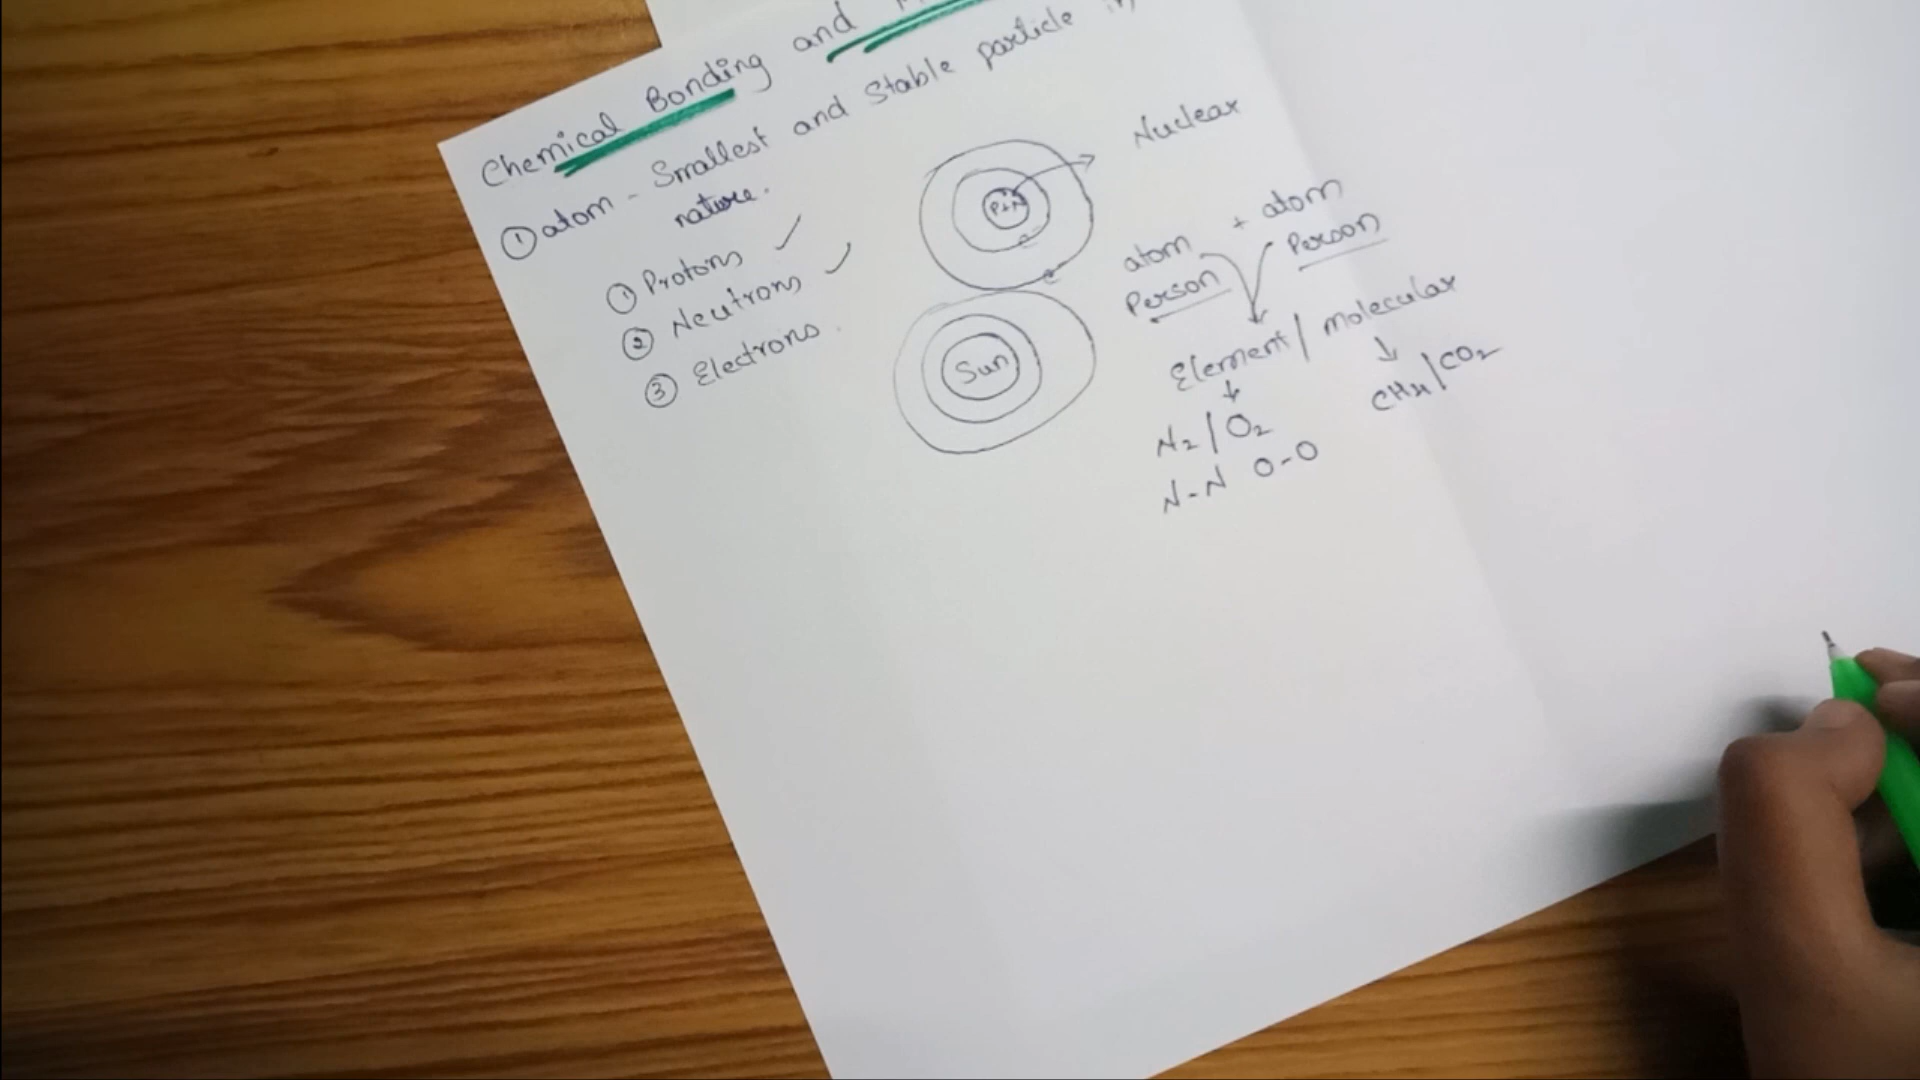 Chemical Bonding and
① atom - Smallest and Stable particle in
nature.
① Protons ✓
② Neutrons ✓
③ Electrons.
P+N
e-
e-
Nuclear
Sun
atom + atom
Person Person
Element / molecular
↓ ↓
N2 / O2 CH4 / CO2
N-N O-O